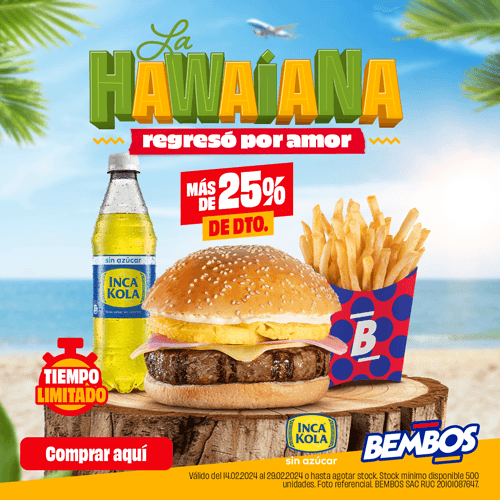 La
HAWAiANA
regresó por amor
MÁS DE 25%
DE DTO.
sin azúcar
INCA
KOLA
B
TIEMPO
LIMITADO
Comprar aquí
INCA
KOLA
sin azúcar
BEMBOS
Válido del 14.02.2024 al 29.02.2024 o hasta agotar stock. Stock mínimo disponible 500
unidades. Foto referencial. BEMBOS SAC RUC 20101087647.